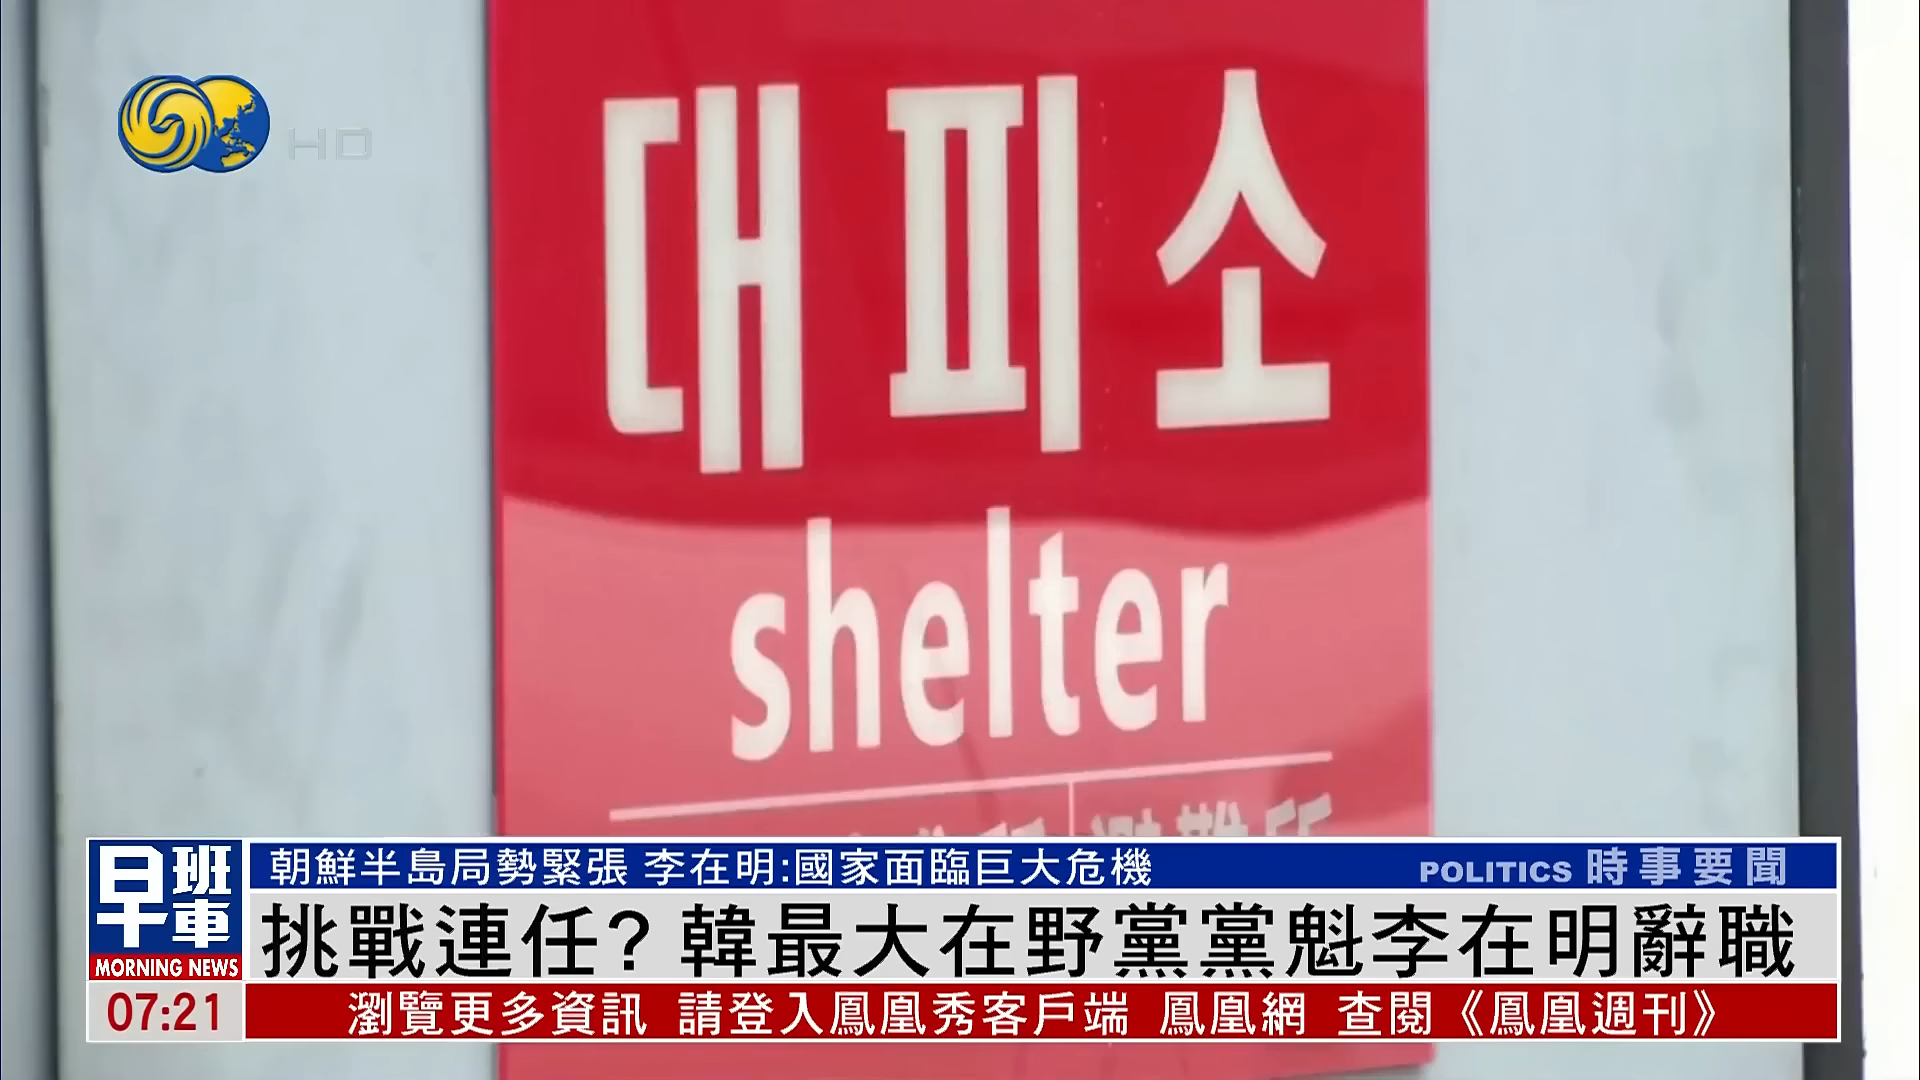 HD
대피소
shelter
朝鮮半島局勢緊張 李在明:國家面臨巨大危機
POLITICS 時事要聞
早班車
挑戰連任? 韓最大在野黨黨魁李在明辭職
MORNING NEWS
07:21
瀏覽更多資訊 請登入鳳凰秀客戶端 鳳凰網 查閱《鳳凰週刊》